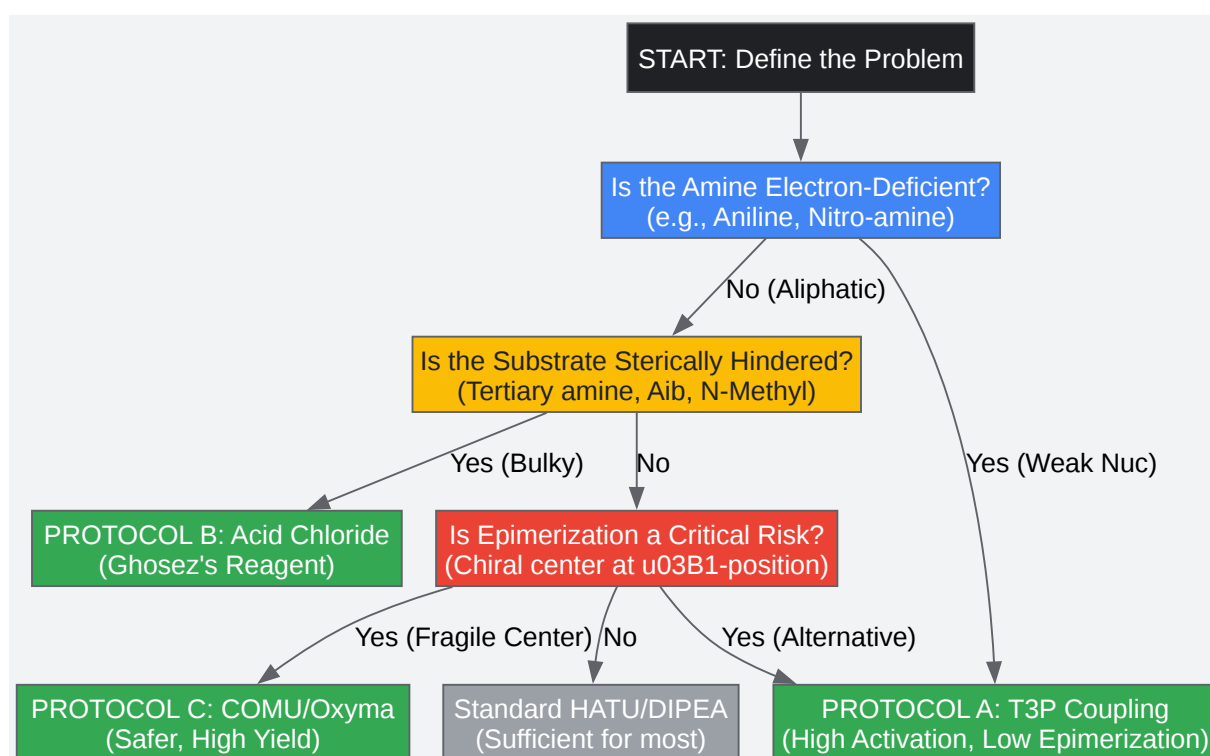 START: Define the Problem
Is the Amine Electron-Deficient?
(e.g., Aniline, Nitro-amine)
No (Aliphatic)
Is the Substrate Sterically Hindered?
(Tertiary amine, Aib, N-Methyl)
Yes (Bulky)
No
Yes (Weak Nuc)
PROTOCOL B: Acid Chloride
(Ghosez's Reagent)
Is Epimerization a Critical Risk?
(Chiral center at u03B1-position)
Yes (Fragile Center)
No
Yes (Alternative)
PROTOCOL C: COMU/Oxyma
(Safer, High Yield)
Standard HATU/DIPEA
(Sufficient for most)
PROTOCOL A: T3P Coupling
(High Activation, Low Epimerization)